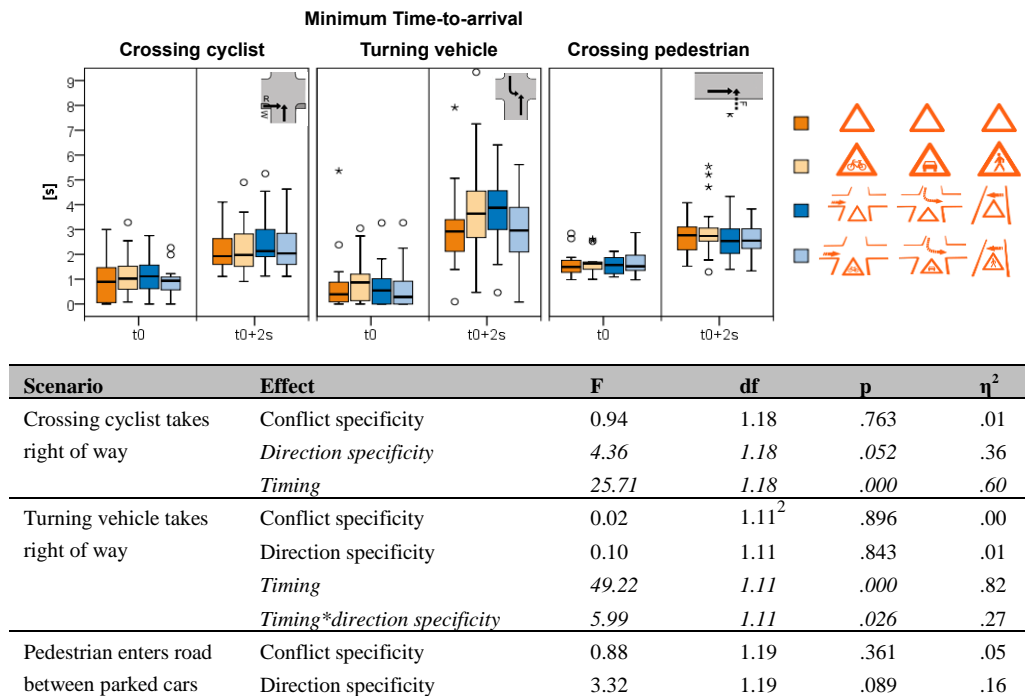 Minimum Time-to-arrival
Crossing cyclist Turning vehicle Crossing pedestrian
9
8
7
6
5
4
3
2
1
0
[s]
R
W
F
t0 t0+2s t0 t0+2s t0 t0+2s
Scenario Effect F df p η²
Crossing cyclist takes Conflict specificity 0.94 1.18 .763 .01
right of way Direction specificity 4.36 1.18 .052 .36
Timing 25.71 1.18 .000 .60
Turning vehicle takes Conflict specificity 0.02 1.11² .896 .00
right of way Direction specificity 0.10 1.11 .843 .01
Timing 49.22 1.11 .000 .82
Timing*direction specificity 5.99 1.11 .026 .27
Pedestrian enters road Conflict specificity 0.88 1.19 .361 .05
between parked cars Direction specificity 3.32 1.19 .089 .16